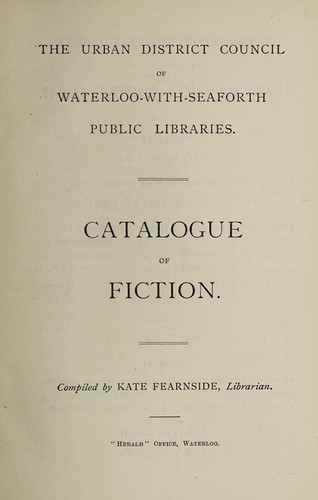 THE URBAN DISTRICT COUNCIL
OF
WATERLOO-WITH-SEAFORTH
PUBLIC LIBRARIES.
CATALOGUE
OF
FICTION.
Compiled by KATE FEARNSIDE, Librarian.
"HERALD" OFFICE, WATERLOO.